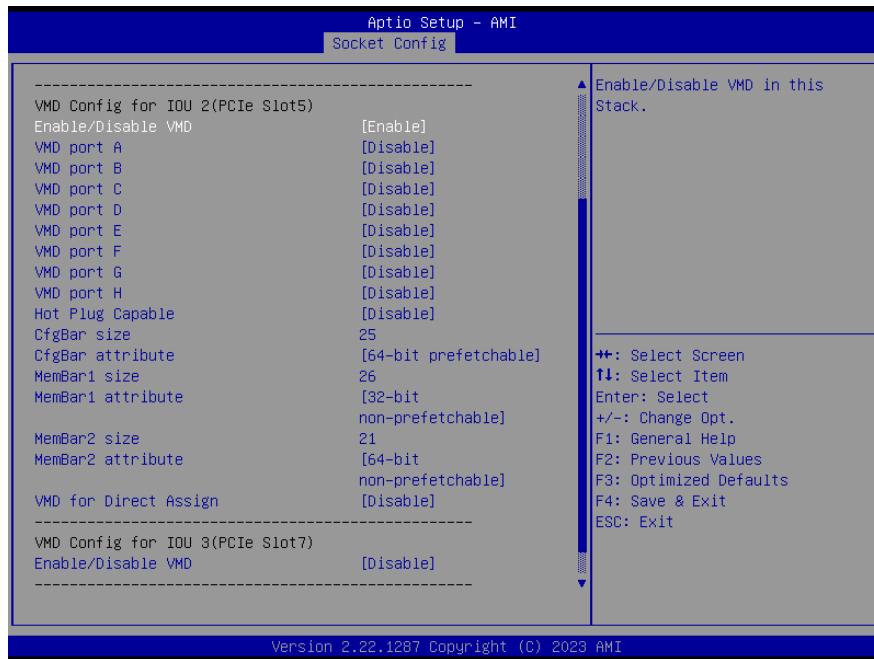 Aptio Setup – AMI
Socket Config
------------------------------------------------
VMD Config for IOU 2(PCIe Slot5)
Enable/Disable VMD [Enable]
VMD port A [Disable]
VMD port B [Disable]
VMD port C [Disable]
VMD port D [Disable]
VMD port E [Disable]
VMD port F [Disable]
VMD port G [Disable]
VMD port H [Disable]
Hot Plug Capable [Disable]
CfgBar size 25
CfgBar attribute [64-bit prefetchable]
MemBar1 size 26
MemBar1 attribute [32-bit
non-prefetchable]
MemBar2 size 21
MemBar2 attribute [64-bit
non-prefetchable]
VMD for Direct Assign [Disable]
------------------------------------------------
VMD Config for IOU 3(PCIe Slot7)
Enable/Disable VMD [Disable]
------------------------------------------------
Enable/Disable VMD in this
Stack.
→←: Select Screen
↑↓: Select Item
Enter: Select
+/-: Change Opt.
F1: General Help
F2: Previous Values
F3: Optimized Defaults
F4: Save & Exit
ESC: Exit
Version 2.22.1287 Copyright (C) 2023 AMI